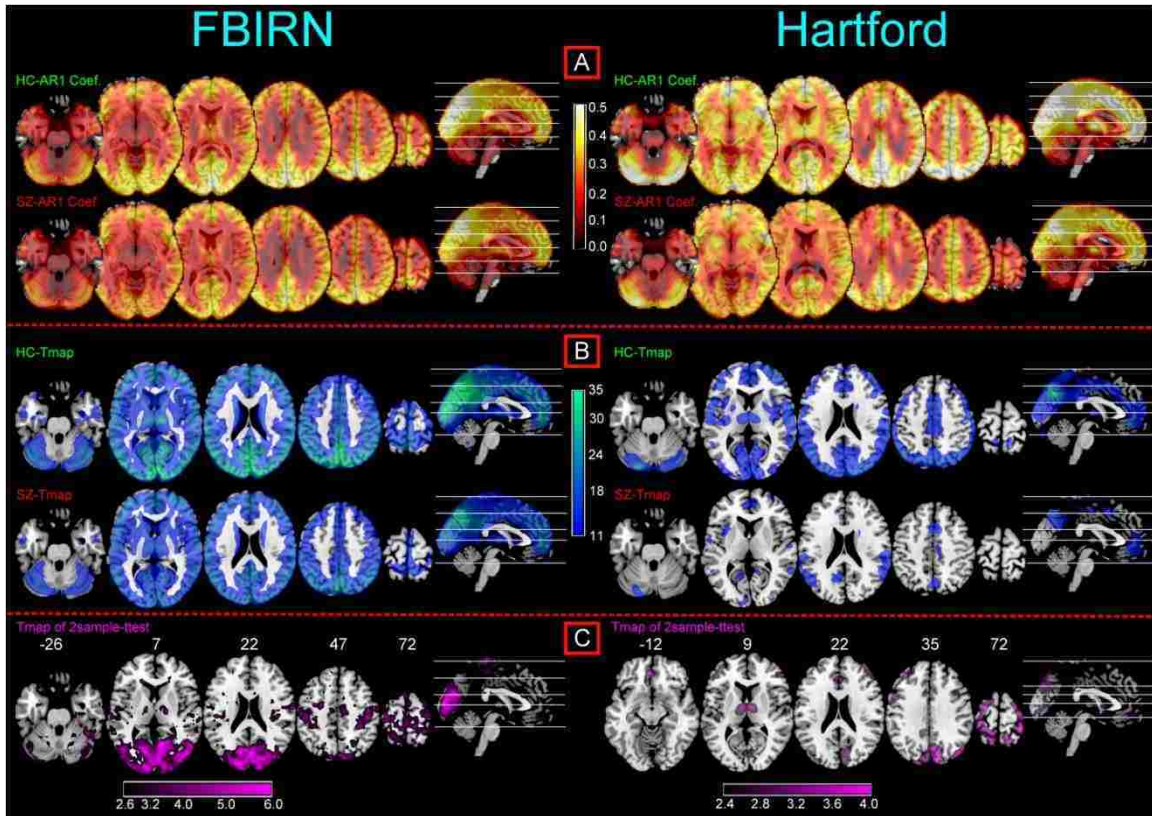 FBIRN Hartford
A
HC-AR1 Coef. HC-AR1 Coef.
0.5
0.4
0.3
0.2
0.1
0.0
SZ-AR1 Coef. SZ-AR1 Coef.
B
HC-Tmap HC-Tmap
35
30
24
18
11
SZ-Tmap SZ-Tmap
C
Tmap of 2sample-ttest Tmap of 2sample-ttest
-26 7 22 47 72 -12 9 22 35 72
2.6 3.2 4.0 5.0 6.0 2.4 2.8 3.2 3.6 4.0